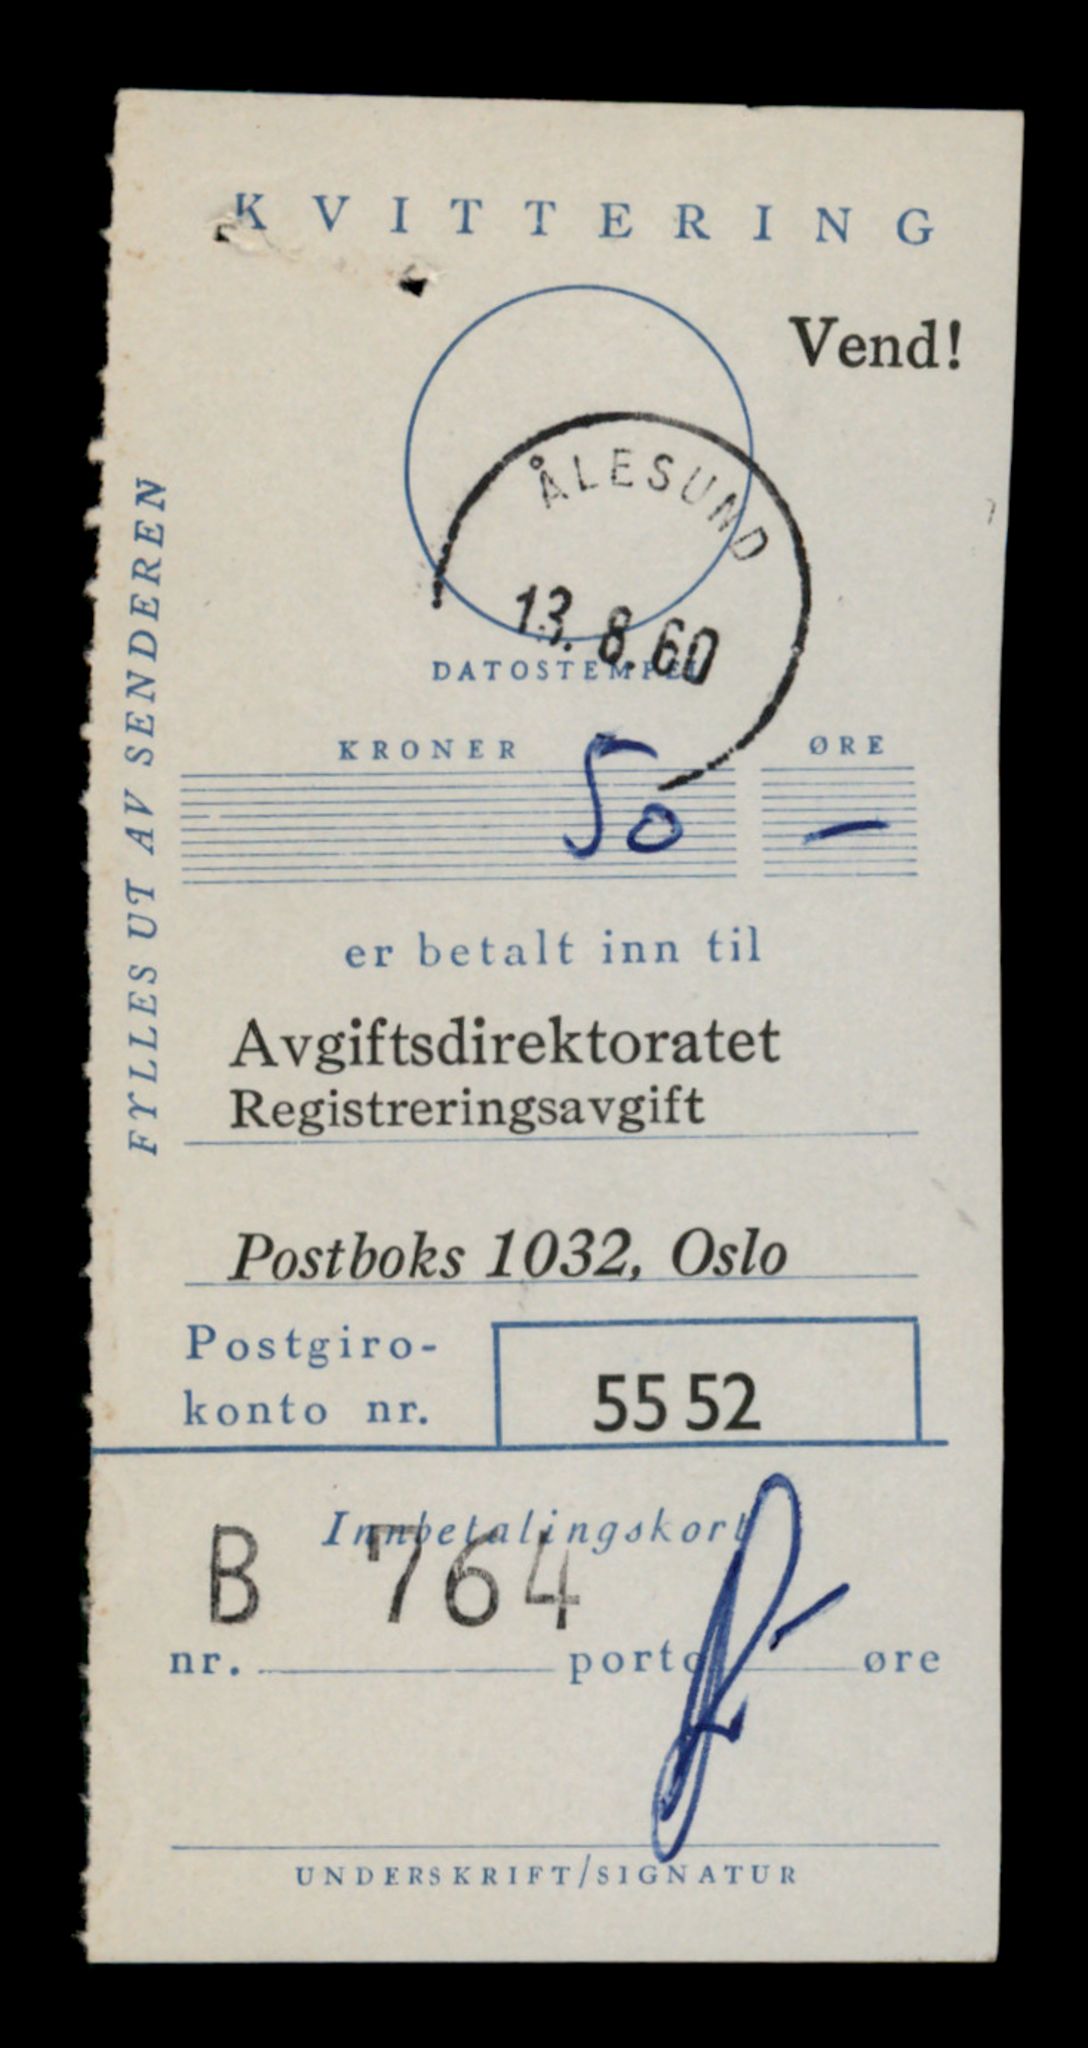 KVITTERING
Vend!
ÅLESUND
13.8.60
DATOSTEMPEL
KRONER ØRE
50 —
er betalt inn til
Avgiftsdirektoratet
Registreringsavgift
Postboks 1032, Oslo
Postgiro-
konto nr.
55 52
Innbetalingskort
B 764
nr. porto øre
UNDERSKRIFT/SIGNATUR
FYLLES UT AV SENDEREN